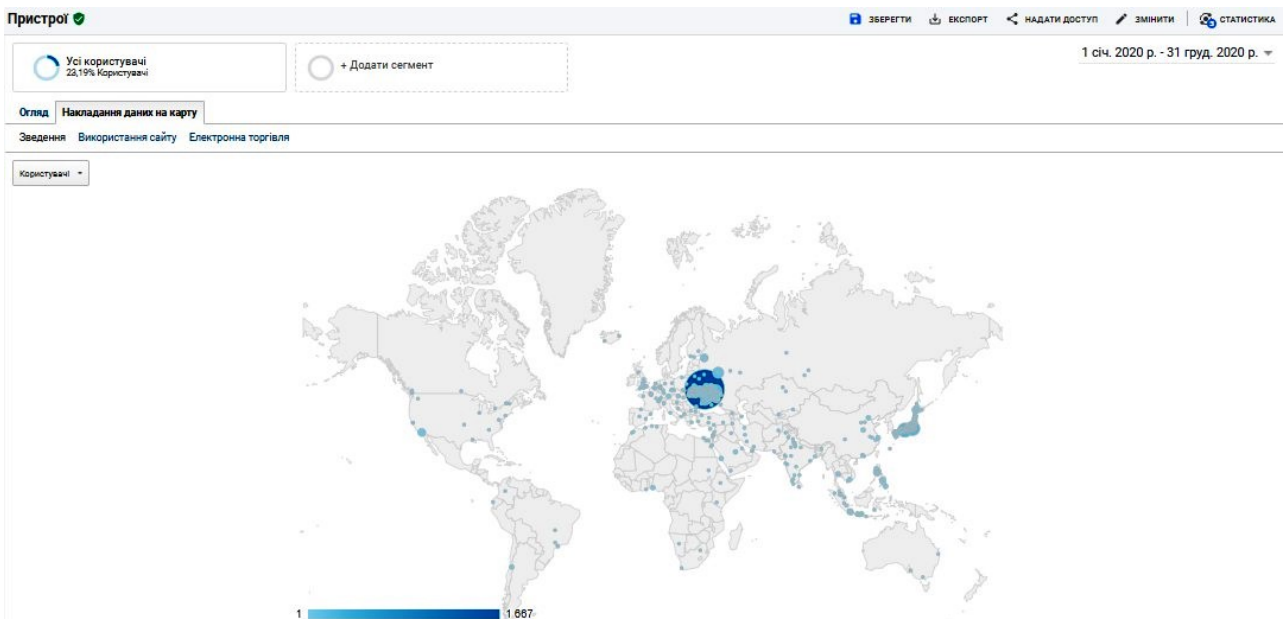 Пристрої
ЗБЕРЕГТИ ЕКСПОРТ НАДАТИ ДОСТУП ЗМІНИТИ СТАТИСТИКА
Усі користувачі
23,19% Користувачі
+ Додати сегмент
1 січ. 2020 р. - 31 груд. 2020 р.
Огляд Накладання даних на карту
Зведення Використання сайту Електронна торгівля
Користувачі
1 1 667